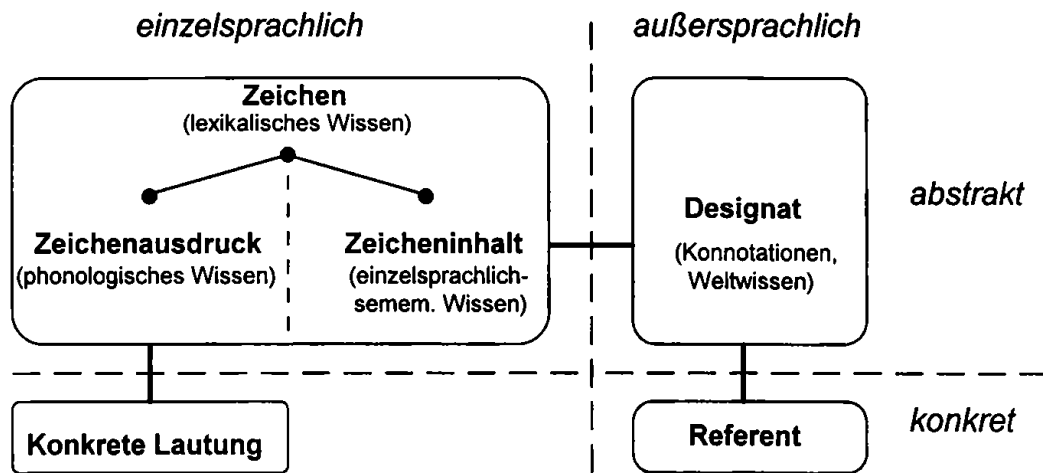 einzelsprachlich
außersprachlich
Zeichen
(lexikalisches Wissen)
abstrakt
Zeichenausdruck
(phonologisches Wissen)
Zeicheninhalt
(einzelsprachlich-
semem. Wissen)
Designat
(Konnotationen,
Weltwissen)
Konkrete Lautung
Referent
konkret